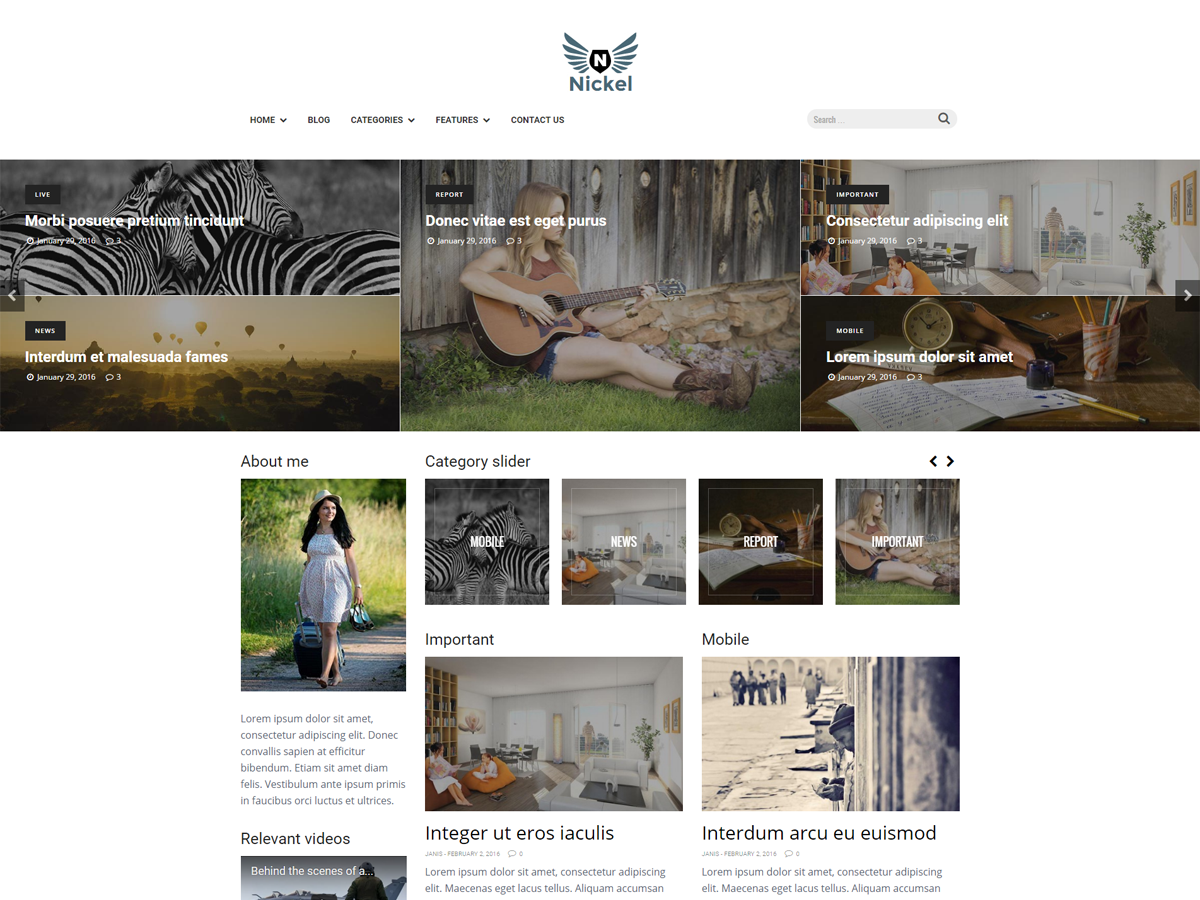 N
Nickel
HOME
BLOG
CATEGORIES
FEATURES
CONTACT US
Search ...
LIVE
Morbi posuere pretium tincidunt
January 29, 2016 3
NEWS
Interdum et malesuada fames
January 29, 2016 3
REPORT
Donec vitae est eget purus
January 29, 2016 3
IMPORTANT
Consectetur adipiscing elit
January 29, 2016 3
MOBILE
Lorem ipsum dolor sit amet
January 29, 2016 3
About me
Lorem ipsum dolor sit amet,
consectetur adipiscing elit. Donec
convallis sapien at efficitur
bibendum. Etiam sit amet diam
felis. Vestibulum ante ipsum primis
in faucibus orci luctus et ultrices.
Relevant videos
Behind the scenes of a...
Category slider
MOBILE
NEWS
REPORT
IMPORTANT
Important
Integer ut eros iaculis
JANIS - FEBRUARY 2, 2016 0
Lorem ipsum dolor sit amet, consectetur adipiscing
elit. Maecenas eget lacus tellus. Aliquam accumsan
Mobile
Interdum arcu eu euismod
JANIS - FEBRUARY 2, 2016 0
Lorem ipsum dolor sit amet, consectetur adipiscing
elit. Maecenas eget lacus tellus. Aliquam accumsan